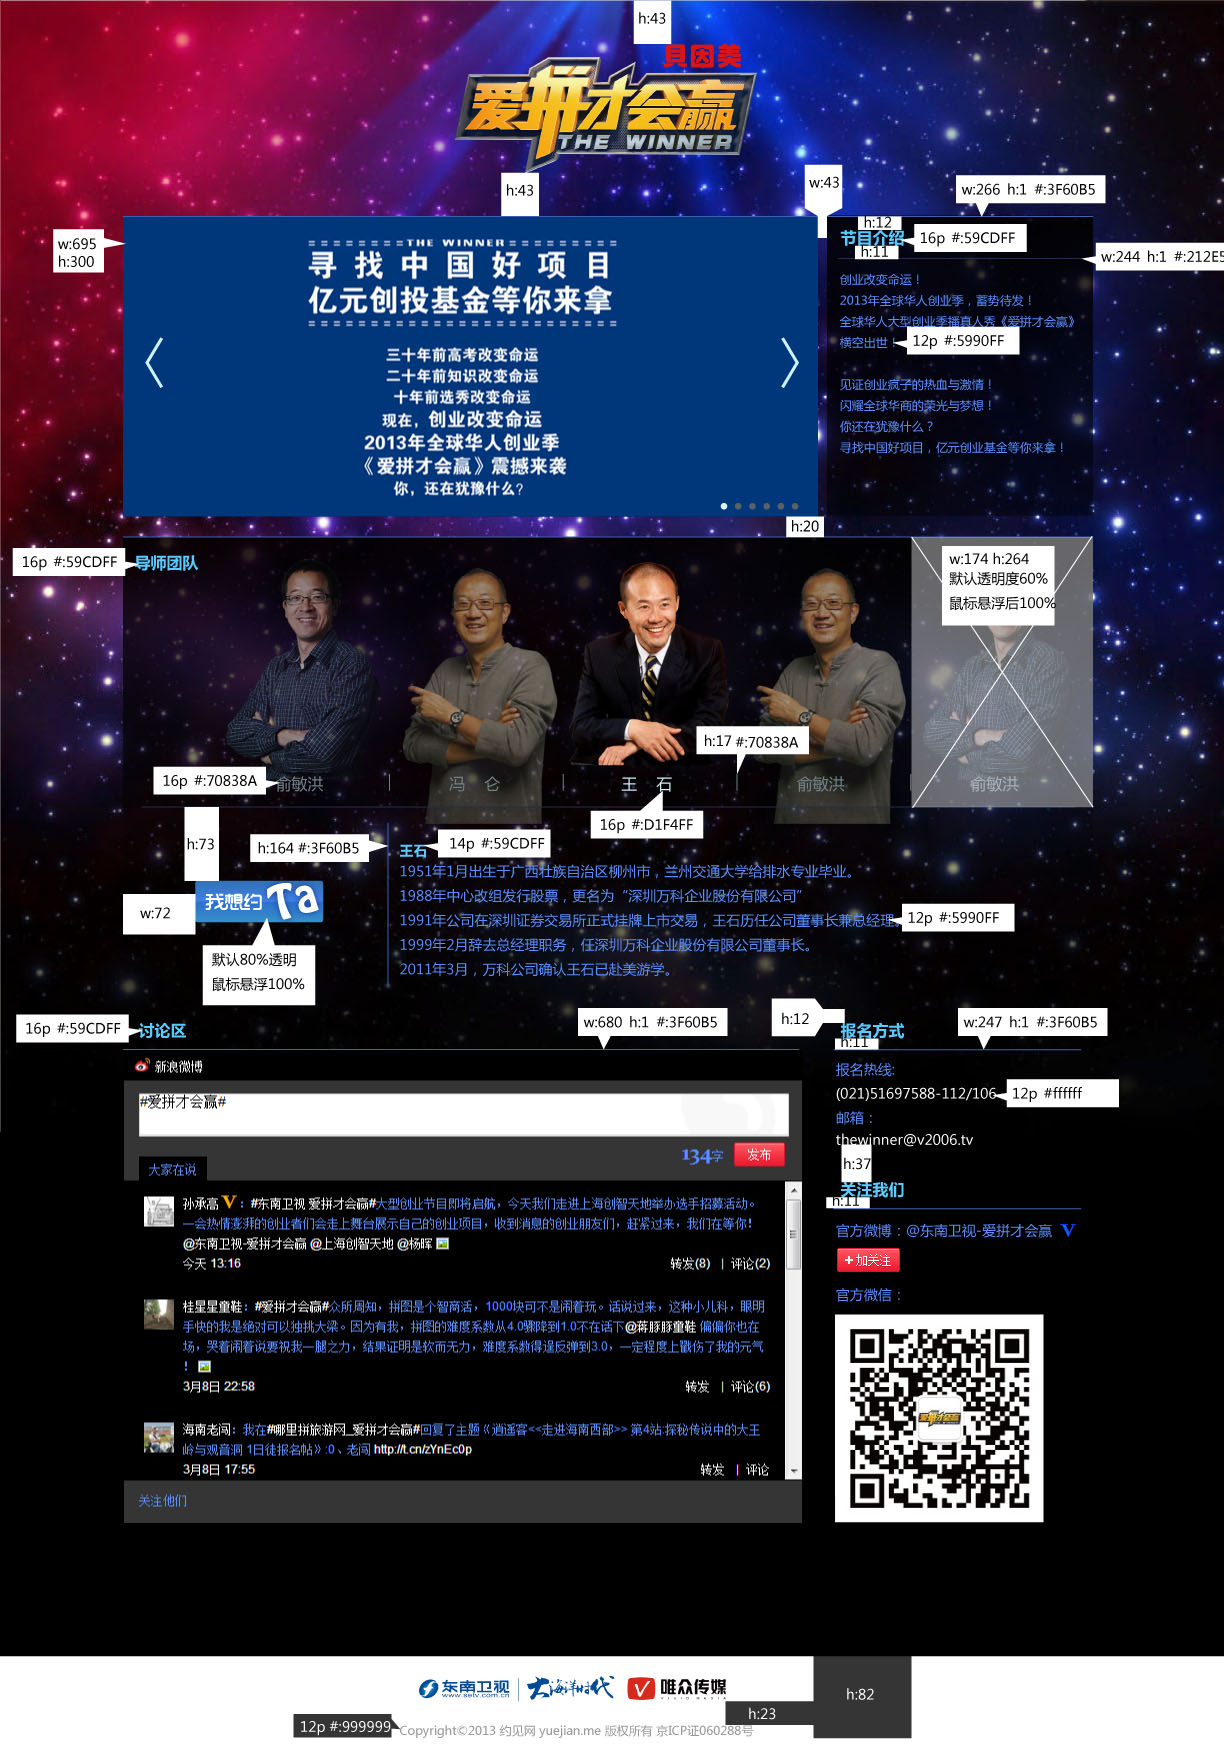 h:43
貝因美
爱拼才会赢
THE WINNER
h:43
w:43
w:266 h:1 #:3F60B5
w:695
h:300
THE WINNER
寻找中国好项目
亿元创投基金等你来拿
三十年前高考改变命运
二十年前知识改变命运
十年前选秀改变命运
现在，创业改变命运
2013年全球华人创业季
《爱拼才会赢》震撼来袭
你，还在犹豫什么?
h:12
节目介绍
16p #:59CDFF
h:11
w:244 h:1 #:212E5
创业改变命运！
2013年全球华人创业季，蓄势待发！
全球华人大型创业季播真人秀《爱拼才会赢》
横空出世！
12p #:5990FF
见证创业疯子的热血与激情！
闪耀全球华商的荣光与梦想！
你还在犹豫什么？
寻找中国好项目，亿元创业基金等你来拿！
h:20
16p #:59CDFF
导师团队
w:174 h:264
默认透明度60%
鼠标悬浮后100%
h:17 #:70838A
16p #:70838A
俞敏洪
冯 仑
王 石
俞敏洪
俞敏洪
16p #:D1F4FF
h:73
h:164 #:3F60B5
王石
14p #:59CDFF
1951年1月出生于广西壮族自治区柳州市，兰州交通大学给排水专业毕业。
1988年中心改组发行股票，更名为“深圳万科企业股份有限公司”
1991年公司在深圳证券交易所正式挂牌上市交易，王石历任公司董事长兼总经理。
12p #:5990FF
1999年2月辞去总经理职务，任深圳万科企业股份有限公司董事长。
2011年3月，万科公司确认王石已赴美游学。
我想约Ta
w:72
默认80%透明
鼠标悬浮100%
16p #:59CDFF
讨论区
w:680 h:1 #:3F60B5
h:12
报名方式
w:247 h:1 #:3F60B5
h:11
新浪微博
#爱拼才会赢#
134字
发布
大家在说
孙承高V：#东南卫视 爱拼才会赢#大型创业节目即将启航，今天我们走进上海创智天地举办选手招募活动。
一会热情澎湃的创业者们会走上舞台展示自己的创业项目，收到消息的创业朋友们，赶紧过来，我们在等你！
@东南卫视-爱拼才会赢 @上海创智天地 @杨晖
今天 13:16
转发(8) | 评论(2)
桂星星童鞋：#爱拼才会赢#众所周知，拼图是个智商活，1000块可不是闹着玩。话说过来，这种小儿科，眼明
手快的我是绝对可以独挑大梁。因为有我，拼图的难度系数从4.0骤降到1.0不在话下@蒋豚豚童鞋 偏偏你也在
场，哭着闹着说要祝我一腿之力，结果证明是软而无力，难度系数得逞反弹到3.0，一定程度上戳伤了我的元气
！
3月8日 22:58
转发 | 评论(6)
海南老闯：我在#哪里拼旅游网_爱拼才会赢#回复了主题《逍遥客<<走进海南西部>> 第4站:探秘传说中的大王
岭与观音洞 1日徒报名帖》:0、老闯 http://t.cn/zYnEc0p
3月8日 17:55
转发 | 评论
关注他们
报名热线:
(021)51697588-112/106
12p #ffffff
邮箱：
thewinner@v2006.tv
h:37
关注我们
h:11
官方微博：@东南卫视-爱拼才会赢 V
+加关注
官方微信：
爱拼才会赢
东南卫视
www.setv.com.cn
大海洋时代
唯众传媒
VISIO MEDIA
h:82
h:23
12p #:999999
Copyright©2013 约见网 yuejian.me 版权所有 京ICP证060288号